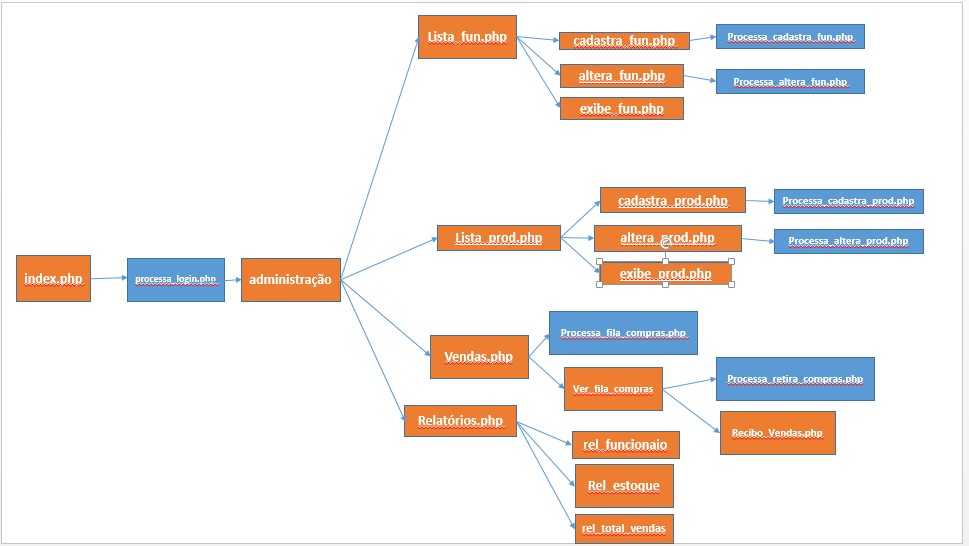 index.php
processa_login.php
administração
Lista_fun.php
cadastra_fun.php
Processa_cadastra_fun.php
altera_fun.php
Processa_altera_fun.php
exibe_fun.php
Lista_prod.php
cadastra_prod.php
Processa_cadastra_prod.php
altera_prod.php
Processa_altera_prod.php
exibe_prod.php
Vendas.php
Processa_fila_compras.php
Ver_fila_compras
Processa_retira_compras.php
Recibo_Vendas.php
Relatórios.php
rel_funcionaio
Rel_estoque
rel_total_vendas